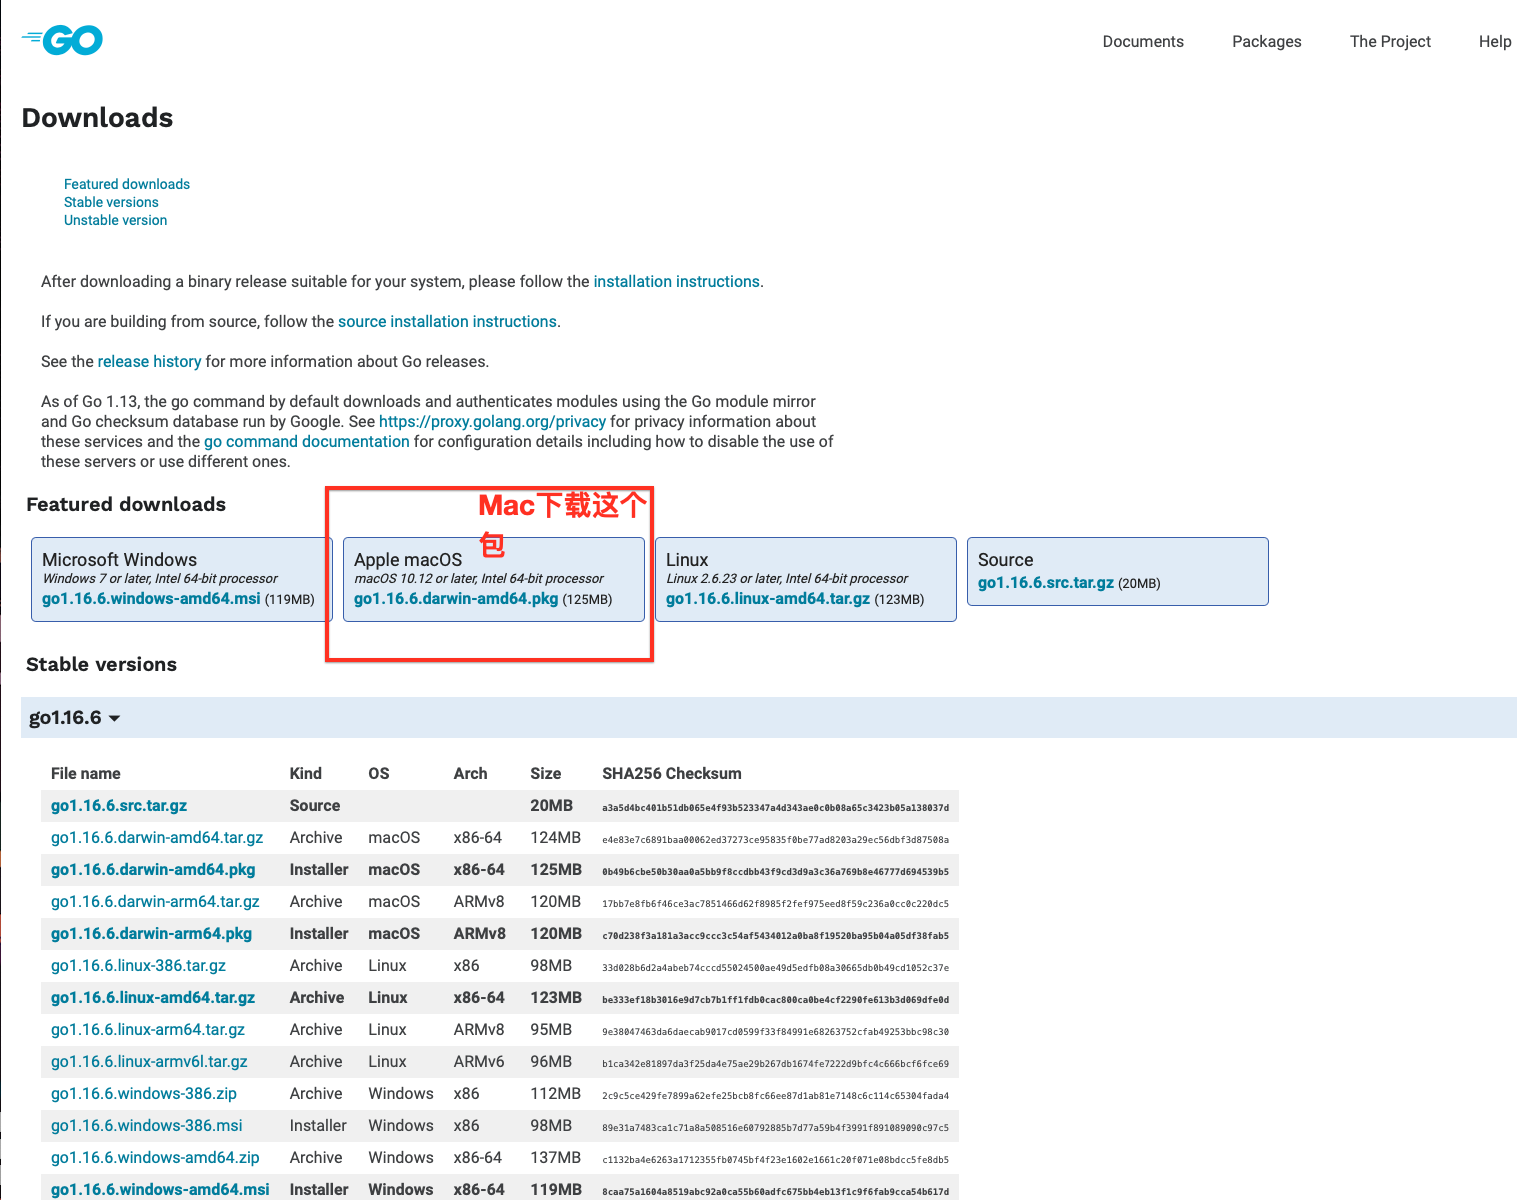 GO
Documents Packages The Project Help
Downloads
Featured downloads
Stable versions
Unstable version
After downloading a binary release suitable for your system, please follow the installation instructions.
If you are building from source, follow the source installation instructions.
See the release history for more information about Go releases.
As of Go 1.13, the go command by default downloads and authenticates modules using the Go module mirror
and Go checksum database run by Google. See https://proxy.golang.org/privacy for privacy information about
these services and the go command documentation for configuration details including how to disable the use of
these servers or use different ones.
Featured downloads
Mac下载这个
包
Microsoft Windows
Windows 7 or later, Intel 64-bit processor
go1.16.6.windows-amd64.msi (119MB)
Apple macOS
macOS 10.12 or later, Intel 64-bit processor
go1.16.6.darwin-amd64.pkg (125MB)
Linux
Linux 2.6.23 or later, Intel 64-bit processor
go1.16.6.linux-amd64.tar.gz (123MB)
Source
go1.16.6.src.tar.gz (20MB)
Stable versions
go1.16.6
File name Kind OS Arch Size SHA256 Checksum
go1.16.6.src.tar.gz Source 20MB a3a5d4bc401b51db065e4f93b523347a4d343ae0c0b08a65c3423b05a138037d
go1.16.6.darwin-amd64.tar.gz Archive macOS x86-64 124MB e4e83e7c6891baa00062ed37273ce95835f0be77ad8203a29ec56dbf3d87508a
go1.16.6.darwin-amd64.pkg Installer macOS x86-64 125MB 0b49b6cbe50b30aa0a5bb9f8ccdbb43f9cd3d9a3c36a769b8e46777d694539b5
go1.16.6.darwin-arm64.tar.gz Archive macOS ARMv8 120MB 17bb7e8fb6f46ce3ac7851466d62f8985f2fef975eed8f59c236a0cc0c220dc5
go1.16.6.darwin-arm64.pkg Installer macOS ARMv8 120MB c70d238f3a181a3acc9ccc3c54af5434012a0ba8f19520ba95b04a05df38fab5
go1.16.6.linux-386.tar.gz Archive Linux x86 98MB 33d028b6d2a4abeb74cccd55024500ae49d5edfb08a30665db0b49cd1052c37e
go1.16.6.linux-amd64.tar.gz Archive Linux x86-64 123MB be333ef18b3016e9d7cb7b1ff1fdb0cac800ca0be4cf2290fe613b3d069dfe0d
go1.16.6.linux-arm64.tar.gz Archive Linux ARMv8 95MB 9e38047463da6daecab9017cd0599f33f84991e68263752cfab49253bbc98c30
go1.16.6.linux-armv6l.tar.gz Archive Linux ARMv6 96MB b1ca342e81897da3f25da4e75ae29b267db1674fe7222d9bfc4c666bcf6fce69
go1.16.6.windows-386.zip Archive Windows x86 112MB 2c9c5ce429fe7899a62efe25bcb8fc66ee87d1ab81e7148c6c114c65304fada4
go1.16.6.windows-386.msi Installer Windows x86 98MB 89e31a7483ca1c71a8a508516e60792885b7d77a59b4f3991f891089090c97c5
go1.16.6.windows-amd64.zip Archive Windows x86-64 137MB c1132ba4e6263a1712355fb0745bf4f23e1602e1661c20f071e08bdcc5fe8db5
go1.16.6.windows-amd64.msi Installer Windows x86-64 119MB 8caa75a1604a8519abc92a0ca55b60adfc675bb4eb13f1c9f6fab9cca54b617d